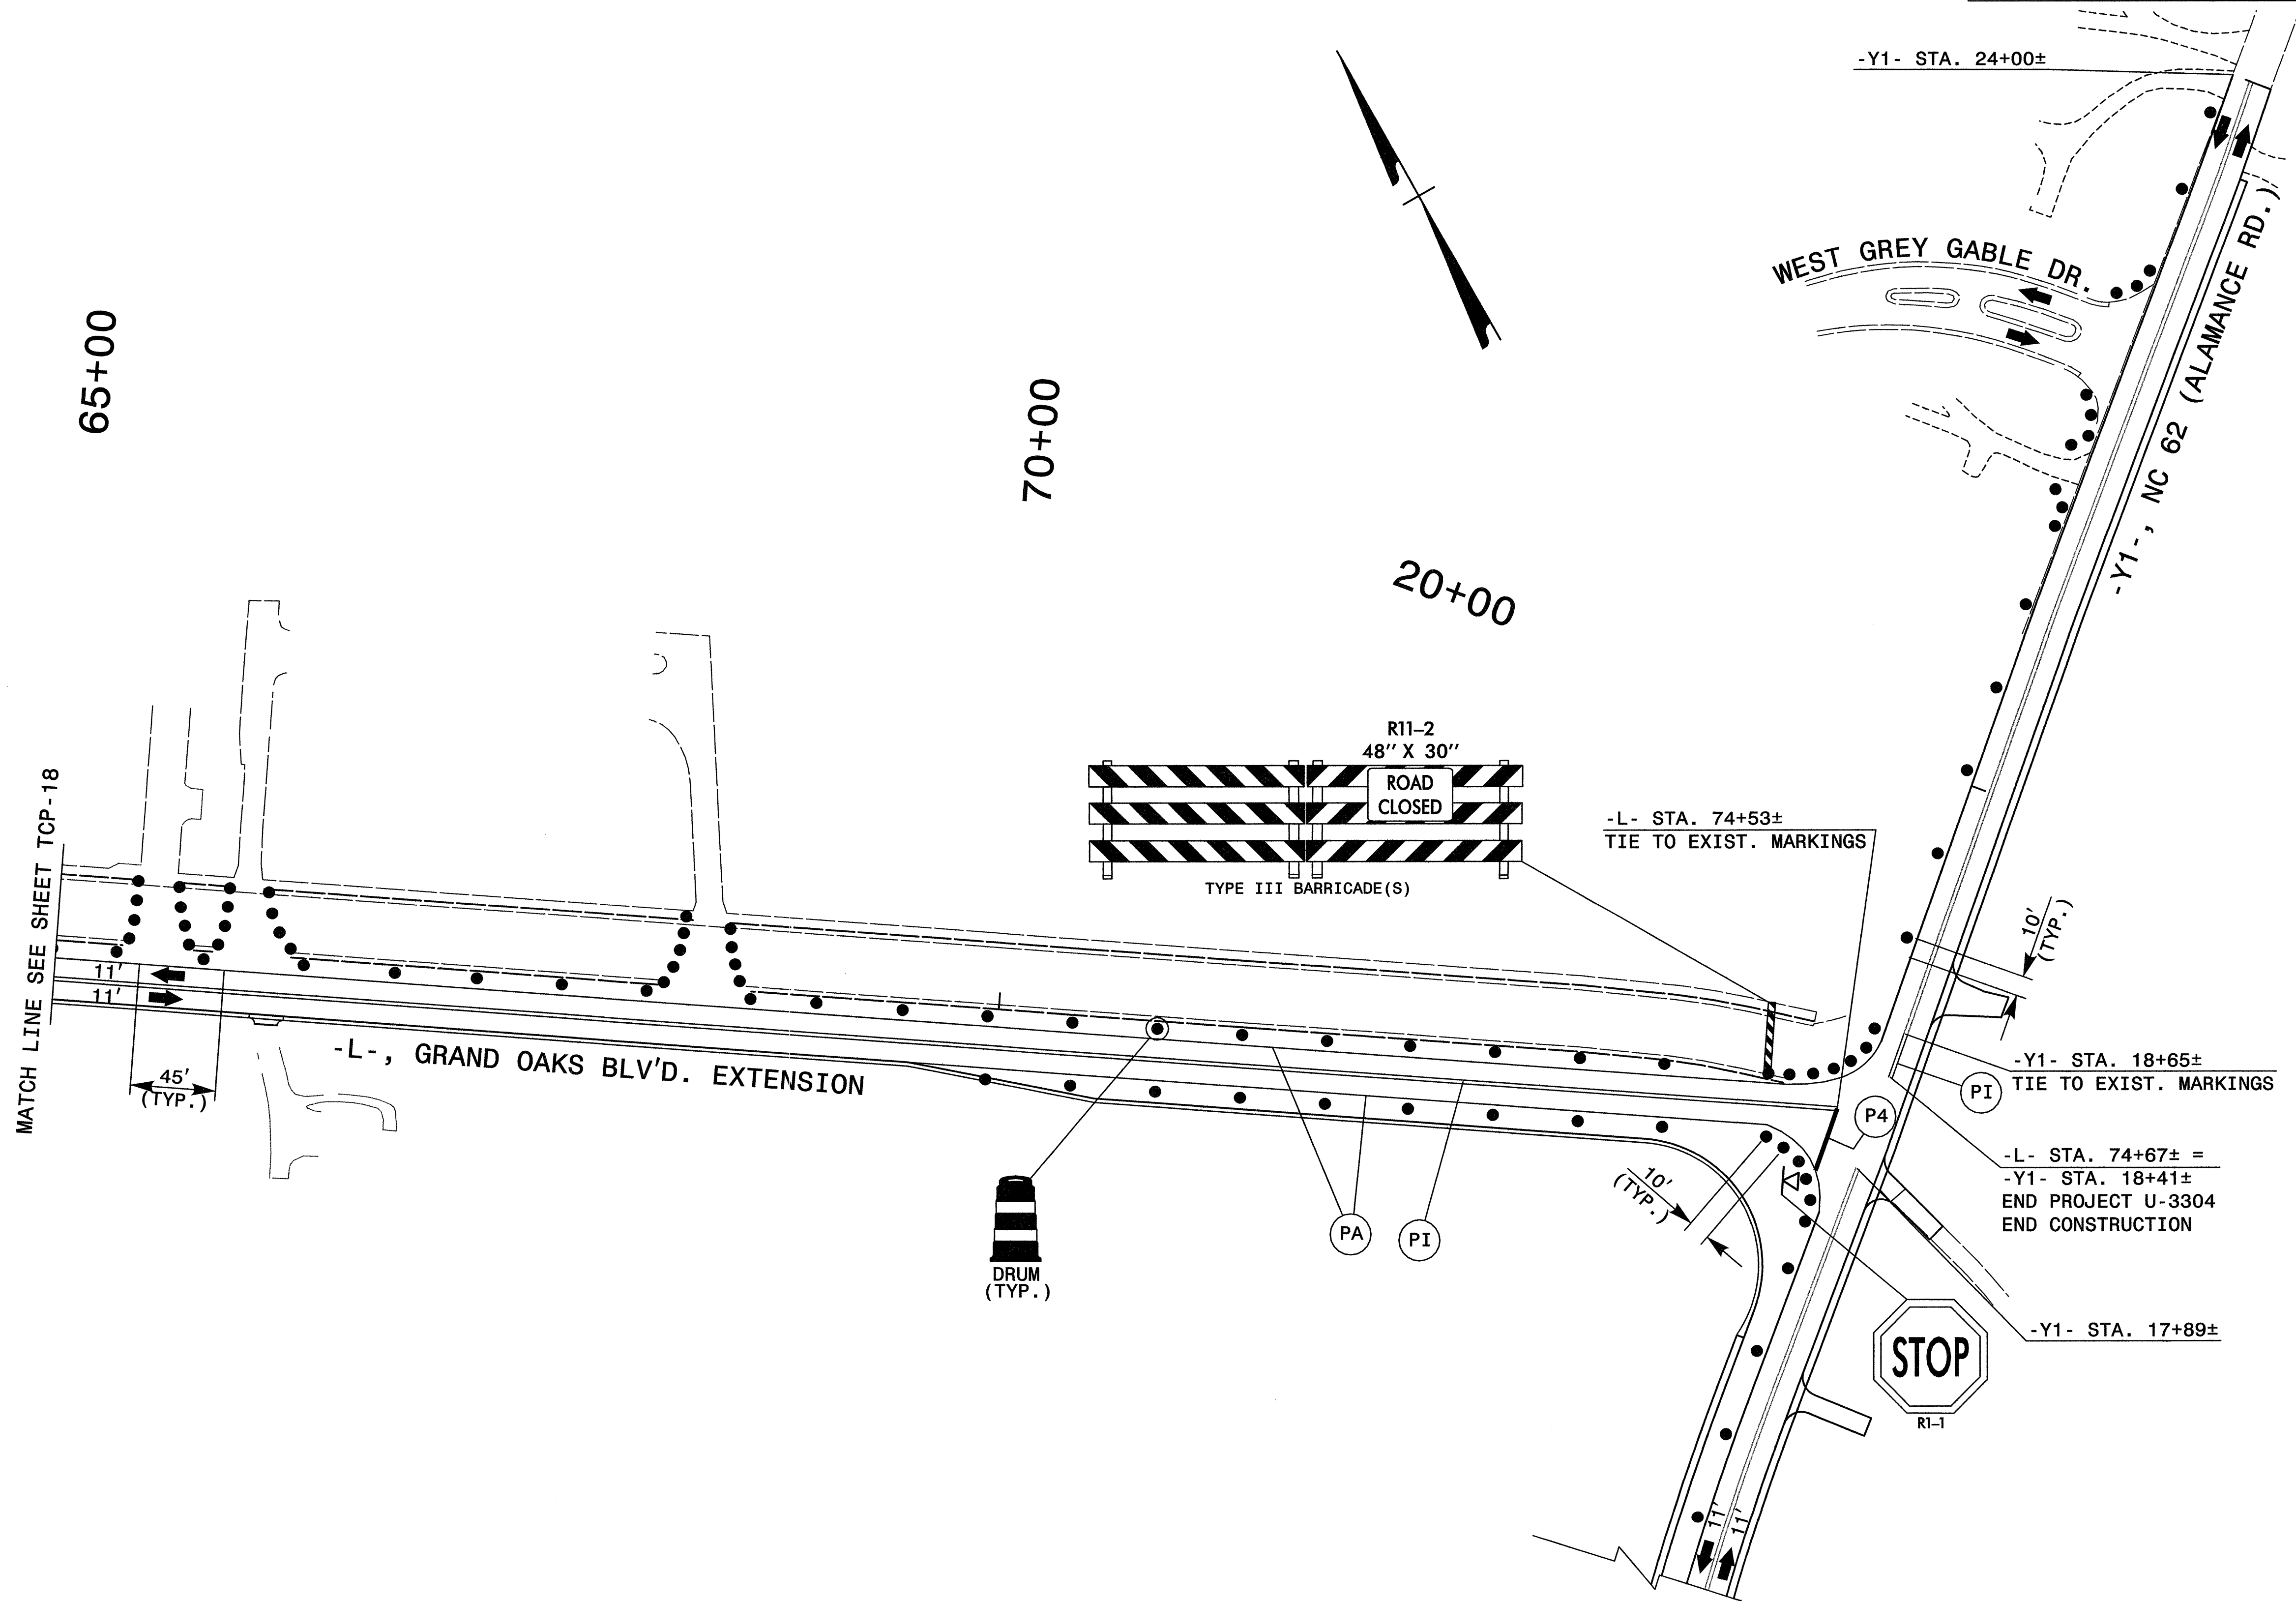 -Y1- STA. 24+00±
WEST GREY GABLE DR.
-Y1-, NC 62 (ALAMANCE RD.)
65+00
70+00
20+00
R11-2
48" X 30"
ROAD
CLOSED
TYPE III BARRICADE(S)
-L- STA. 74+53±
TIE TO EXIST. MARKINGS
10'
(TYP.)
MATCH LINE SEE SHEET TCP-18
11'
11'
45'
(TYP.)
-L-, GRAND OAKS BLV'D. EXTENSION
-Y1- STA. 18+65±
TIE TO EXIST. MARKINGS
PI
P4
-L- STA. 74+67± =
-Y1- STA. 18+41±
END PROJECT U-3304
END CONSTRUCTION
10'
(TYP.)
PA
PI
DRUM
(TYP.)
-Y1- STA. 17+89±
STOP
R1-1
11'
11'